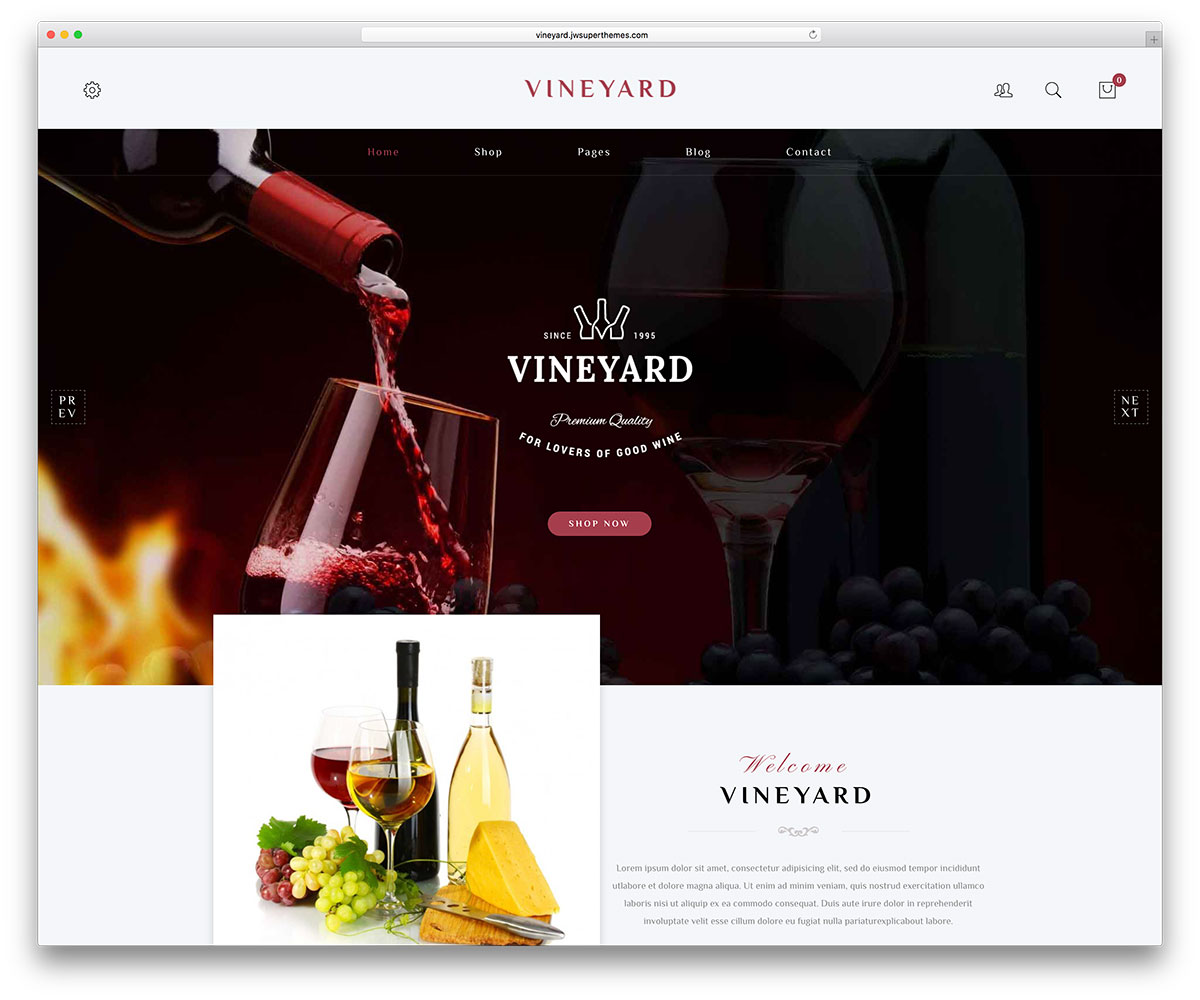 vineyard.jwsuperthemes.com
VINEYARD
0
Home Shop Pages Blog Contact
SINCE 1995
VINEYARD
Premium Quality
FOR LOVERS OF GOOD WINE
PR
EV
NE
XT
SHOP NOW
Welcome
VINEYARD
Lorem ipsum dolor sit amet, consectetur adipisicing elit, sed do eiusmod tempor incididunt
utlabore et dolore magna aliqua. Ut enim ad minim veniam, quis nostrud exercitation ullamco
laboris nisi ut aliquip ex ea commodo consequat. Duis aute irure dolor in reprehenderit
involuptate velit esse cillum dolore eu fugiat nulla pariaturexplicabout labore.